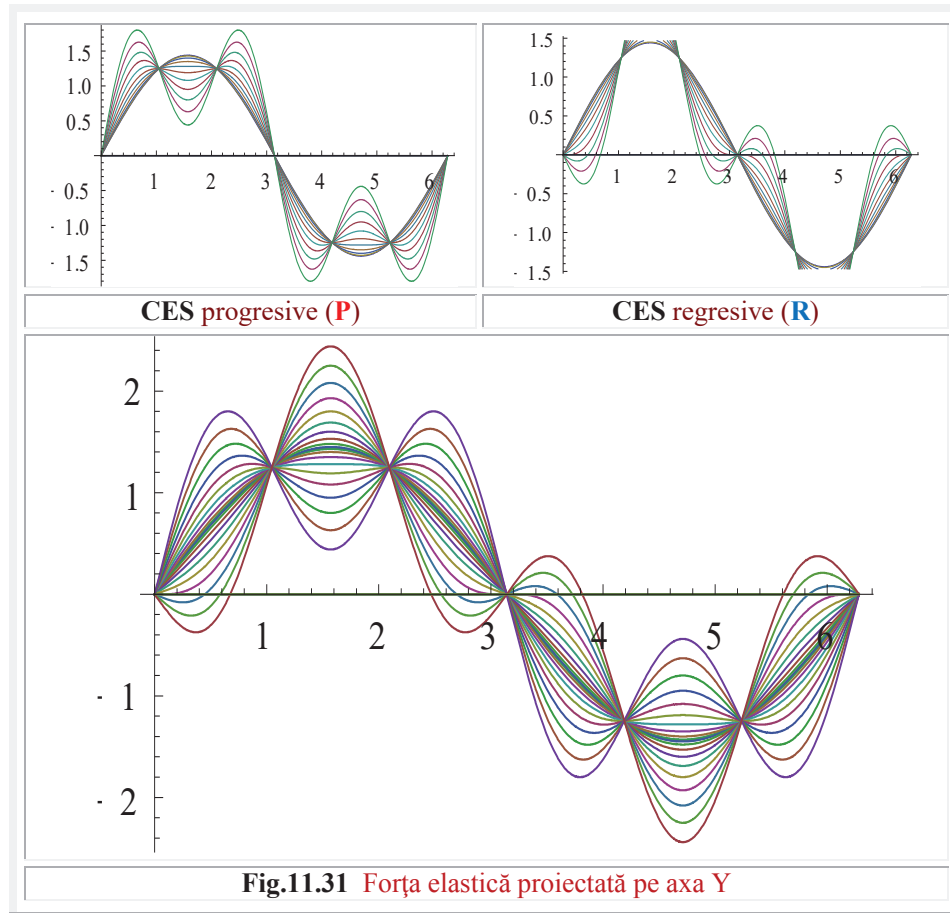 1.5
1.0
0.5
1 2 3 4 5 6
- 0.5
- 1.0
- 1.5
1.5
1.0
0.5
1 2 3 4 5 6
- 0.5
- 1.0
- 1.5
CES progresive (P)
CES regresive (R)
2
1
1 2 3 4 5 6
- 1
- 2
Fig.11.31 Forţa elastică proiectată pe axa Y